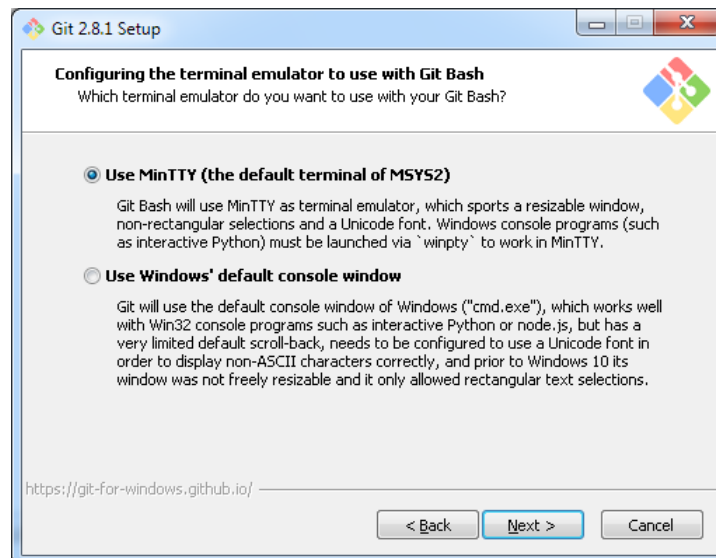 Git 2.8.1 Setup
Configuring the terminal emulator to use with Git Bash
Which terminal emulator do you want to use with your Git Bash?
Use MinTTY (the default terminal of MSYS2)
Git Bash will use MinTTY as terminal emulator, which sports a resizable window,
non-rectangular selections and a Unicode font. Windows console programs (such
as interactive Python) must be launched via `winpty` to work in MinTTY.
Use Windows' default console window
Git will use the default console window of Windows ("cmd.exe"), which works well
with Win32 console programs such as interactive Python or node.js, but has a
very limited default scroll-back, needs to be configured to use a Unicode font in
order to display non-ASCII characters correctly, and prior to Windows 10 its
window was not freely resizable and it only allowed rectangular text selections.
https://git-for-windows.github.io/
< Back
Next >
Cancel